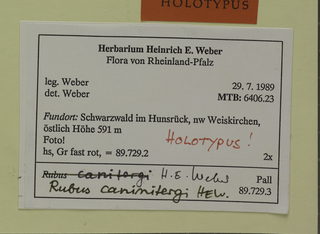 HOLOTYPUS
Herbarium Heinrich E. Weber
Flora von Rheinland-Pfalz
leg. Weber 29. 7. 1989
det. Weber MTB: 6406.23
Fundort: Schwarzwald im Hunsrück, nw Weiskirchen,
östlich Höhe 591 m
Foto! HOLOTYPUS!
hs, Gr fast rot, = 89.729.2 2x
Rubus canitergi H.E. Weber Pall
Rubus caninitergi HEW. 89.729.3